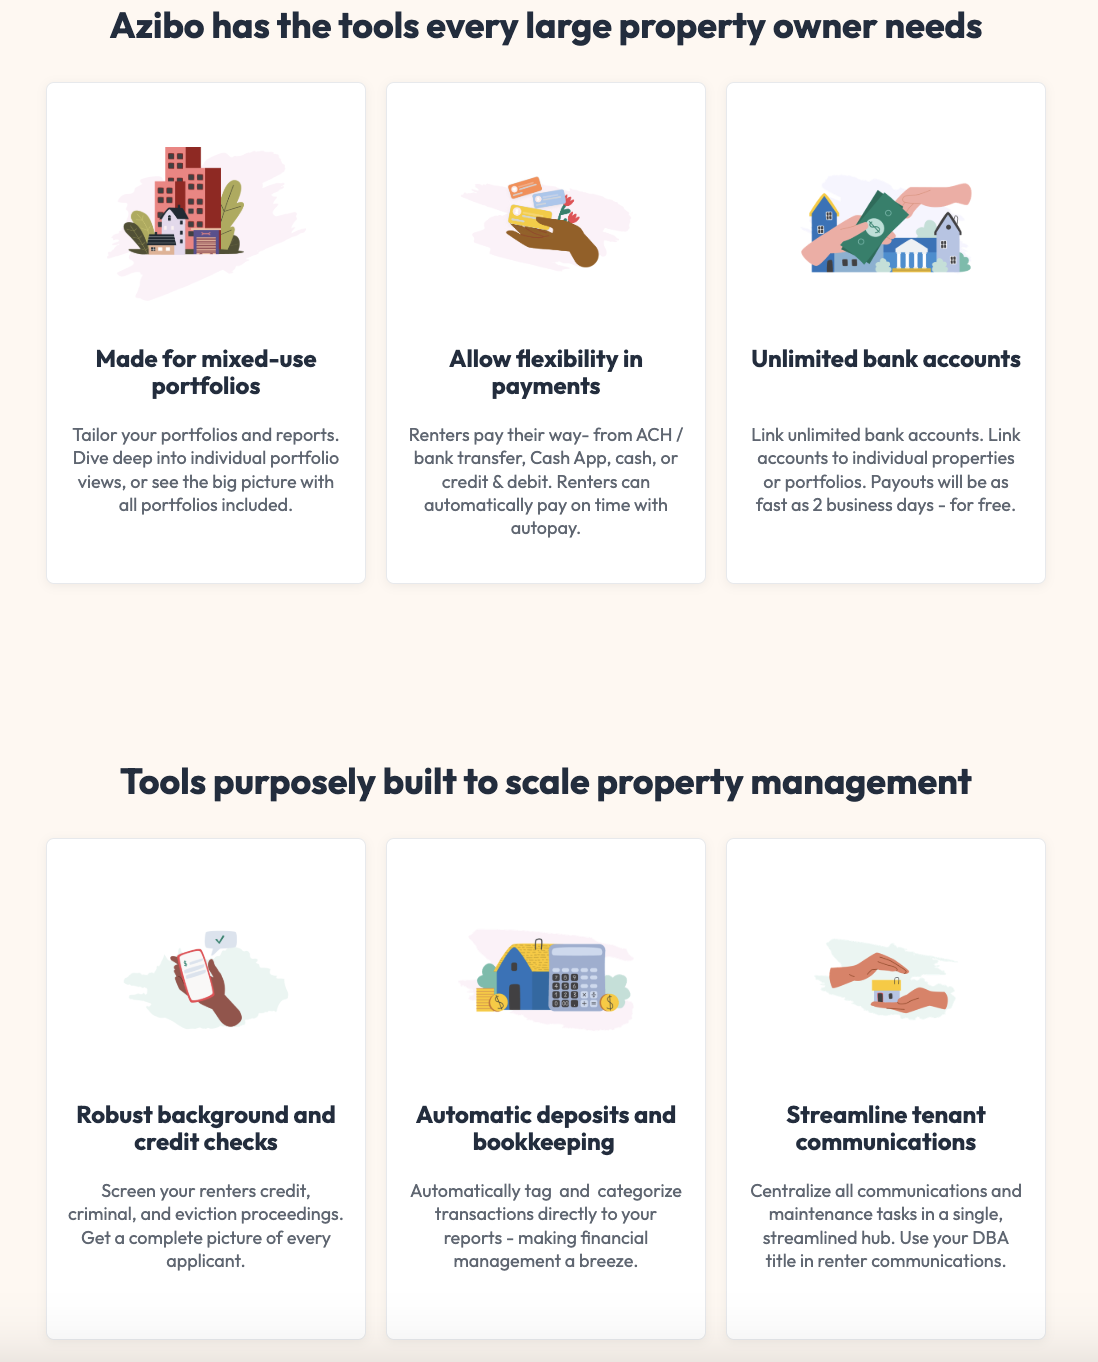 Azibo has the tools every large property owner needs
Made for mixed-use
portfolios
Tailor your portfolios and reports.
Dive deep into individual portfolio
views, or see the big picture with
all portfolios included.
Allow flexibility in
payments
Renters pay their way- from ACH /
bank transfer, Cash App, cash, or
credit & debit. Renters can
automatically pay on time with
autopay.
Unlimited bank accounts
Link unlimited bank accounts. Link
accounts to individual properties
or portfolios. Payouts will be as
fast as 2 business days - for free.
Tools purposely built to scale property management
Robust background and
credit checks
Screen your renters credit,
criminal, and eviction proceedings.
Get a complete picture of every
applicant.
Automatic deposits and
bookkeeping
Automatically tag  and  categorize
transactions directly to your
reports - making financial
management a breeze.
Streamline tenant
communications
Centralize all communications and
maintenance tasks in a single,
streamlined hub. Use your DBA
title in renter communications.